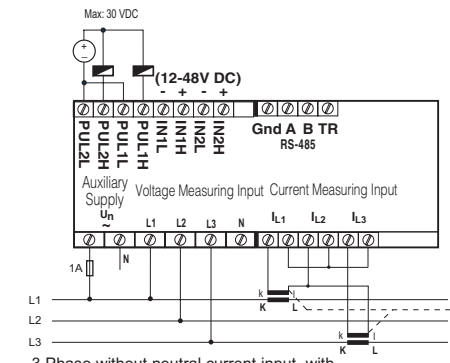 Max: 30 VDC
+
-
(12-48V DC)
- + - +
PUL2L PUL2H PUL1L PUL1H IN1L IN1H IN2L IN2H
Gnd A B TR
RS-485
Auxiliary Supply
Voltage Measuring Input
Current Measuring Input
Un
~
L1 L2 L3 N
IL1 IL2 IL3
1A
N
L1
k l
K L
L2
L3
k l
K L
3 Phase without neutral current input, with